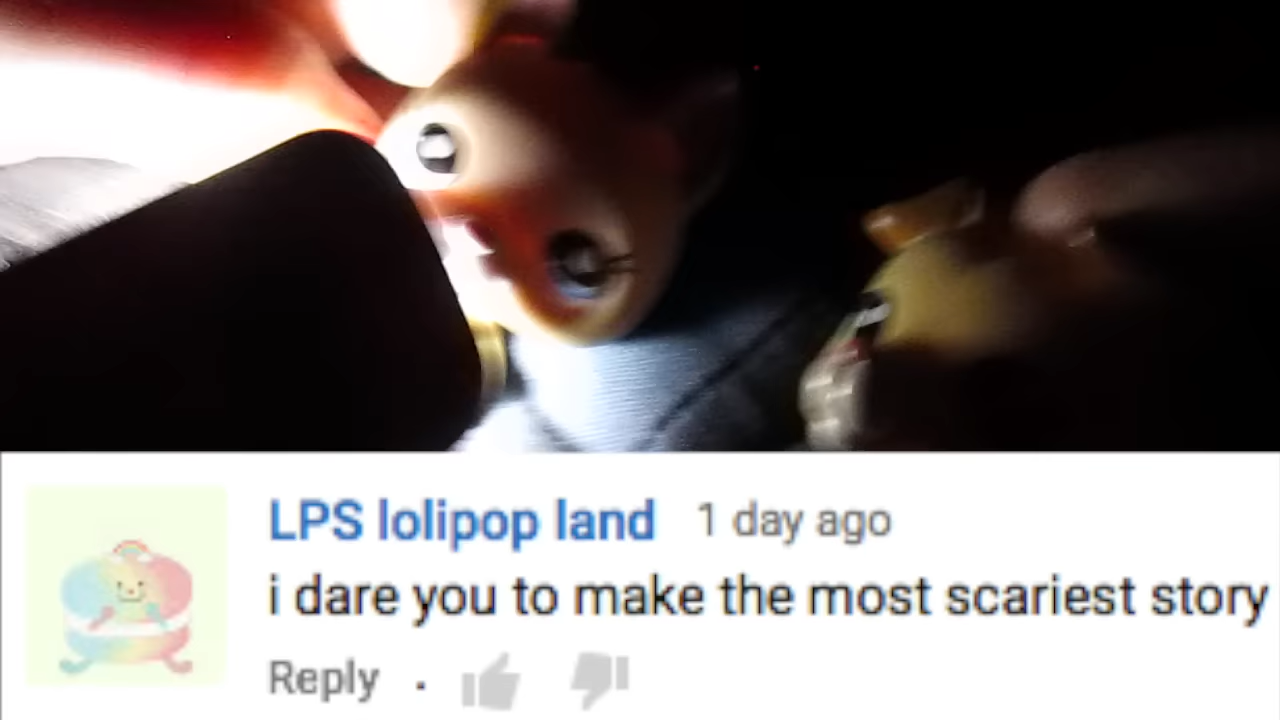 LPS lolipop land 1 day ago
i dare you to make the most scariest story
Reply .